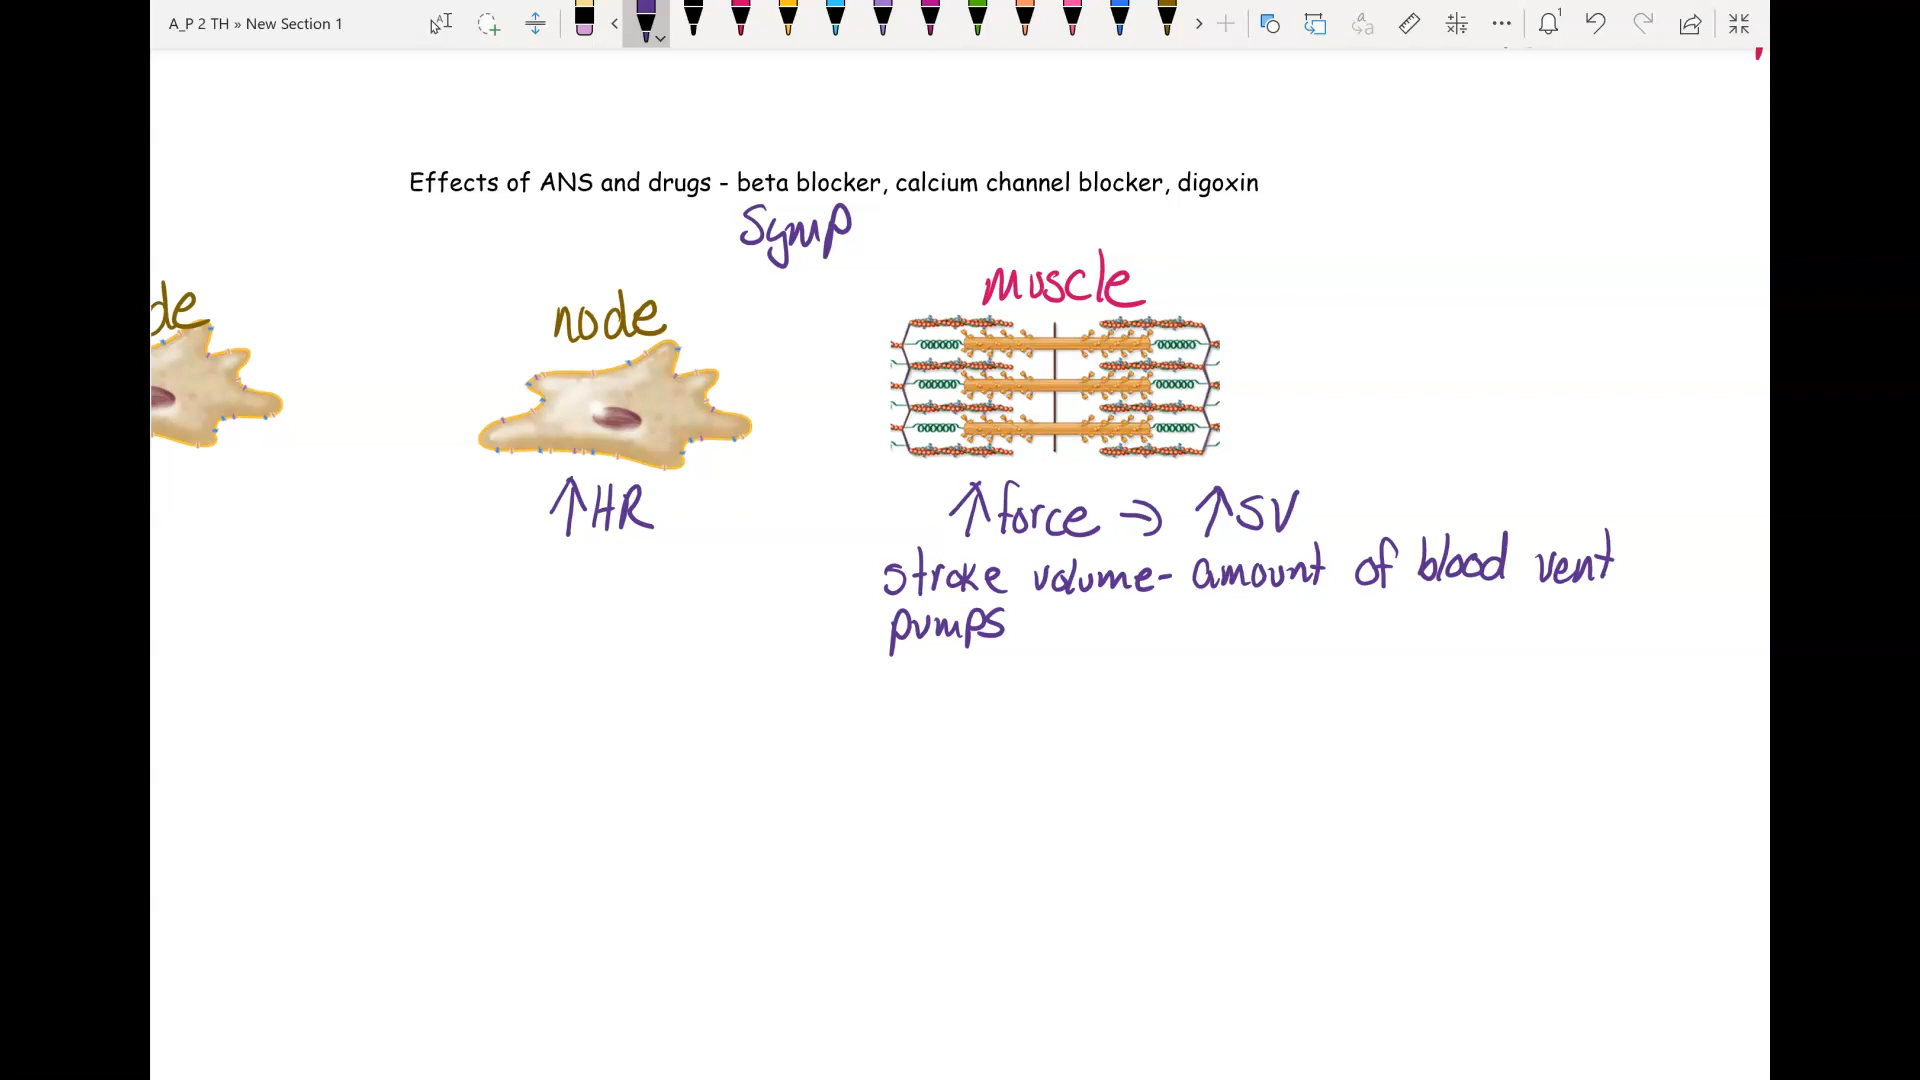 A_P 2 TH » New Section 1
Effects of ANS and drugs - beta blocker, calcium channel blocker, digoxin
Symp
muscle
de
node
↑HR
↑force ⇒ ↑SV
stroke volume- amount of blood vent
pumps